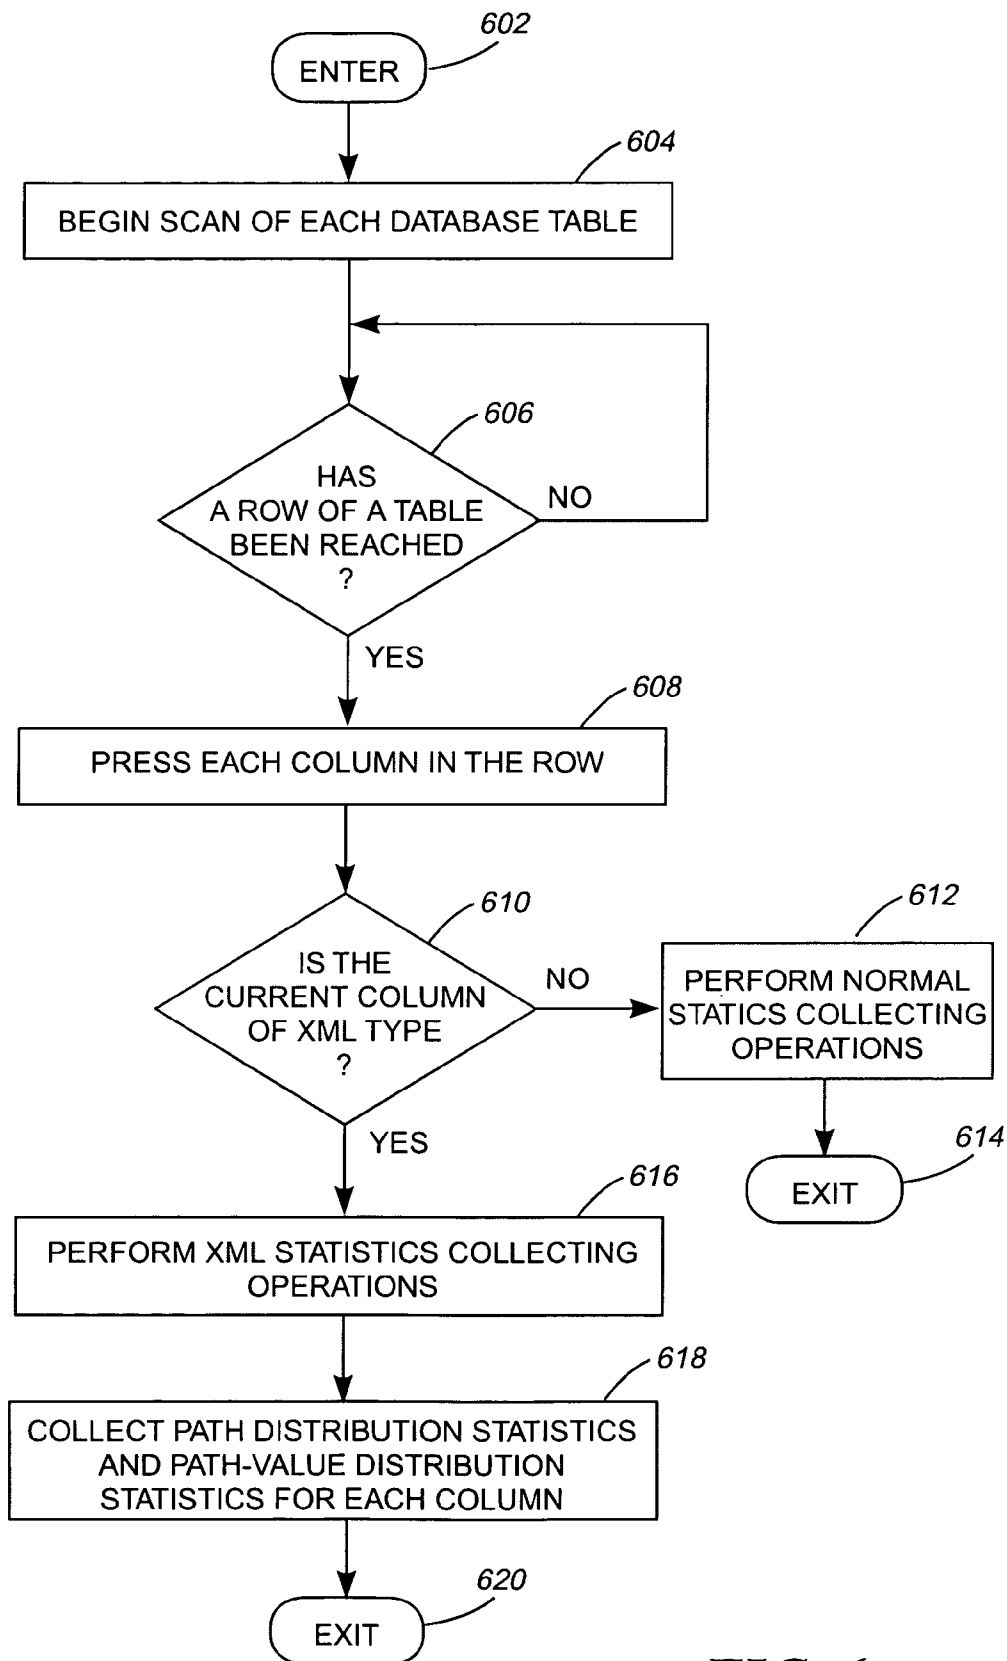 602
ENTER
604
BEGIN SCAN OF EACH DATABASE TABLE
606
HAS
A ROW OF A TABLE
BEEN REACHED
?
NO
YES
608
PRESS EACH COLUMN IN THE ROW
610
IS THE
CURRENT COLUMN
OF XML TYPE
?
NO
612
PERFORM NORMAL
STATICS COLLECTING
OPERATIONS
614
EXIT
YES
616
PERFORM XML STATISTICS COLLECTING
OPERATIONS
618
COLLECT PATH DISTRIBUTION STATISTICS
AND PATH-VALUE DISTRIBUTION
STATISTICS FOR EACH COLUMN
620
EXIT